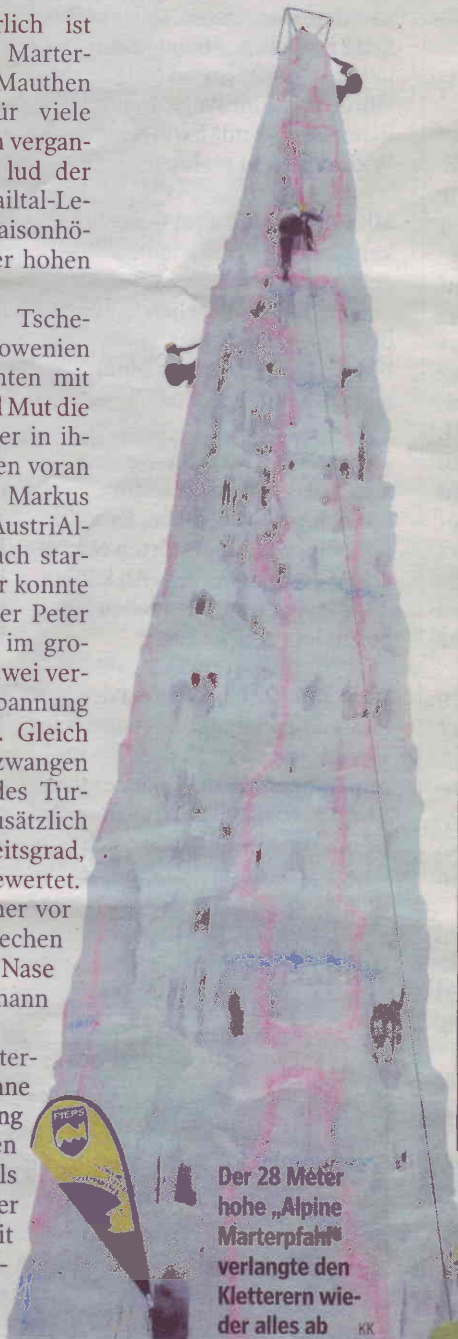 rlich ist
Marter-
Mauthen
ür viele
n vergan-
lud der
ailtal-Le-
aisonhö-
er hohen
Tsche-
owenien
nten mit
d Mut die
er in ih-
en voran
Markus
AustriAl-
ach star-
r konnte
er Peter
im gro-
wei ver-
pannung
. Gleich
zwangen
des Tur-
usätzlich
eitsgrad,
ewertet.
ner vor
echen
Nase
mann
ter-
nne
ng
en
ls
er
it
-
PIEPS
Der 28 Meter
hohe „Alpine
Marterpfahl“
verlangte den
Kletterern wie-
der alles ab KK